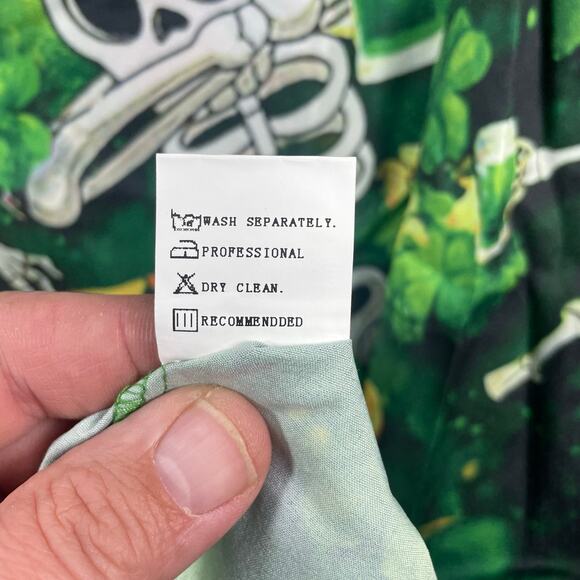 WASH SEPARATELY.
PROFESSIONAL
DRY CLEAN.
RECOMMENDDED